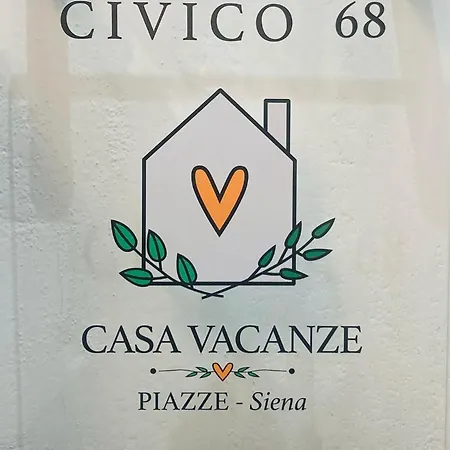 CIVICO 68
CASA VACANZE
PIAZZE - Siena